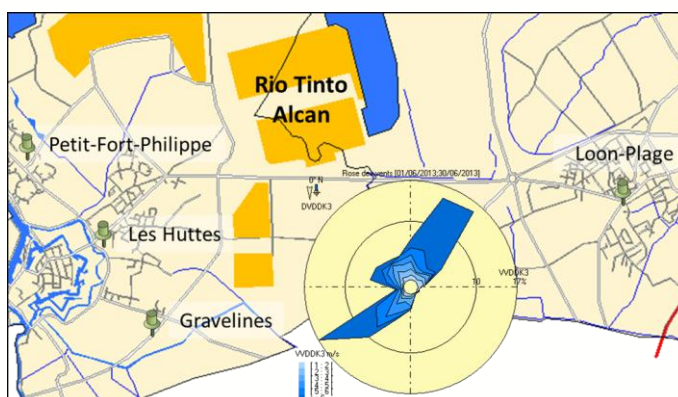 Rio Tinto
Alcan
Petit-Fort-Philippe
Loon-Plage
Rose des vents [01/06/2013;30/06/2013]
0° N
DVDDK3
Les Huttes
VVDDK3
10
17%
Gravelines
VVDDK3 m/s